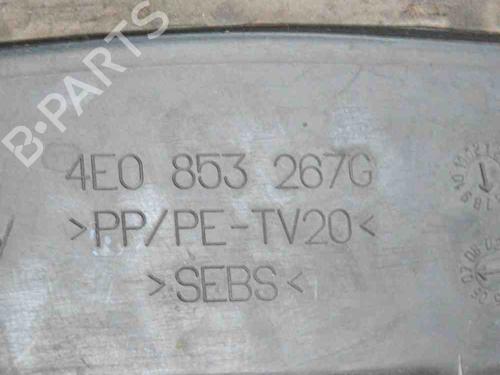 B-PARTS
4E0 853 267G
>PP/PE-TV20<
>SEBS<